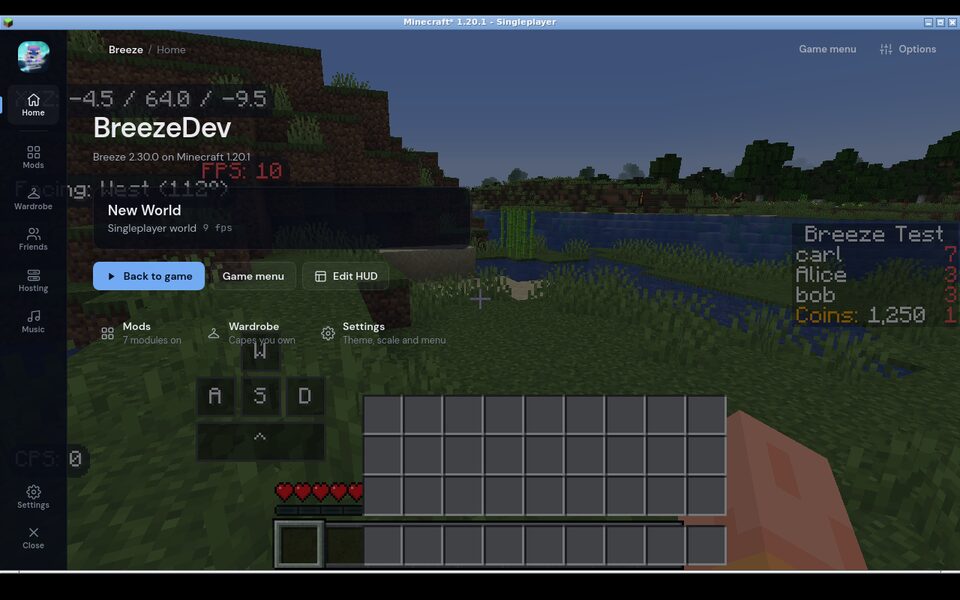 Minecraft* 1.20.1 - Singleplayer
Breeze / Home
Game menu
Options
-4.5 / 64.0 / -9.5
Home
BreezeDev
Breeze 2.30.0 on Minecraft 1.20.1
FPS: 10
Mods
Facing: West (112°)
Wardrobe
New World
Singleplayer world 9 fps
Friends
Breeze Test
carl 7
Alice 3
bob 3
Coins: 1,250 1
Back to game
Game menu
Edit HUD
Hosting
Music
Mods
7 modules on
Wardrobe
Capes you own
Settings
Theme, scale and menu
W
A S D
^
CPS: 0
Settings
Close